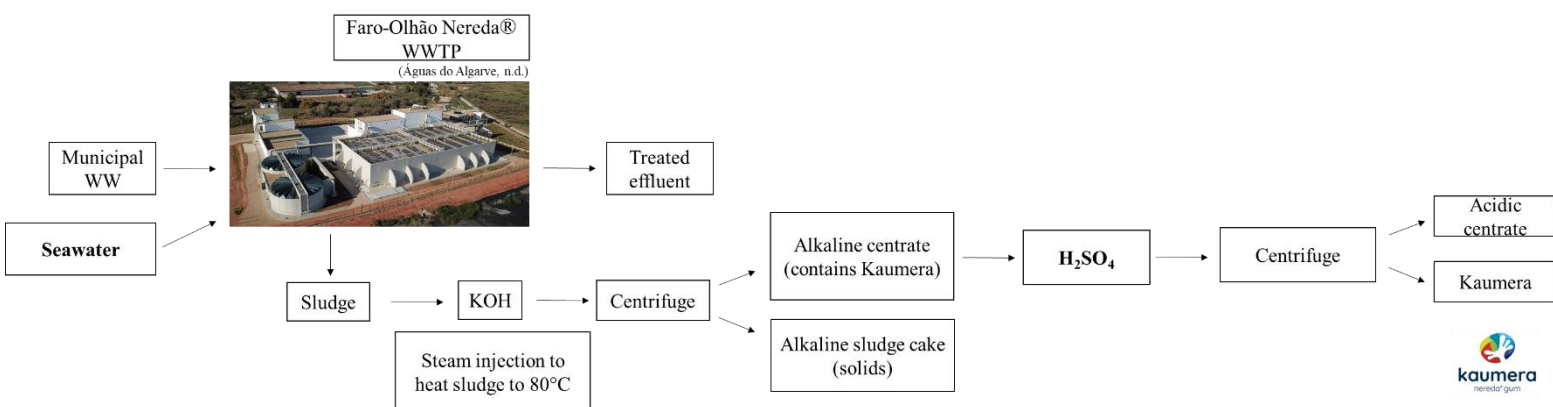 Faro-Olhão Nereda®
WWTP
(Águas do Algarve, n.d.)
Municipal
WW
Seawater
Treated
effluent
Sludge
KOH
Steam injection to
heat sludge to 80°C
Centrifuge
Alkaline centrate
(contains Kaumera)
Alkaline sludge cake
(solids)
H₂SO₄
Centrifuge
Acidic
centrate
Kaumera
kaumera
nereda® gum